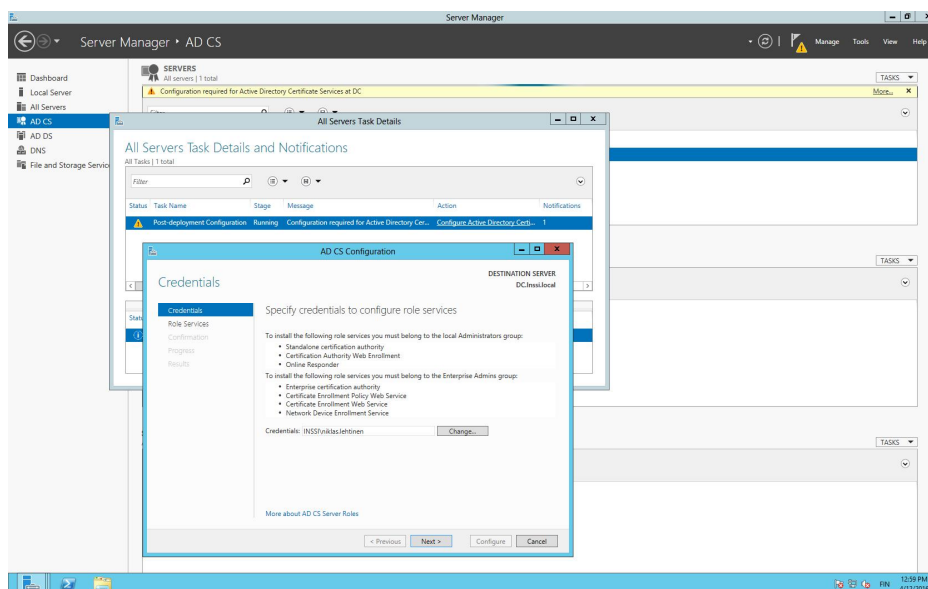 Server Manager
Server Manager • AD CS
Manage Tools View Help
Dashboard
Local Server
All Servers
AD CS
AD DS
DNS
File and Storage Servic
SERVERS
All servers | 1 total
TASKS
Configuration required for Active Directory Certificate Services at DC
More...
All Servers Task Details
All Servers Task Details and Notifications
All Tasks | 1 total
Filter
Status Task Name Stage Message Action Notifications
Post-deployment Configuration Running Configuration required for Active Directory Cer... Configure Active Directory Certi... 1
TASKS
AD CS Configuration
Credentials
DESTINATION SERVER
DC.Inssi.local
Credentials
Role Services
Confirmation
Progress
Results
Specify credentials to configure role services
To install the following role services you must belong to the local Administrators group:
• Standalone certification authority
• Certification Authority Web Enrollment
• Online Responder
To install the following role services you must belong to the Enterprise Admins group:
• Enterprise certification authority
• Certificate Enrollment Policy Web Service
• Certificate Enrollment Web Service
• Network Device Enrollment Service
Credentials: INSSI\niklas.lehtinen
Change...
More about AD CS Server Roles
< Previous Next > Configure Cancel
TASKS
FIN
12:59 PM